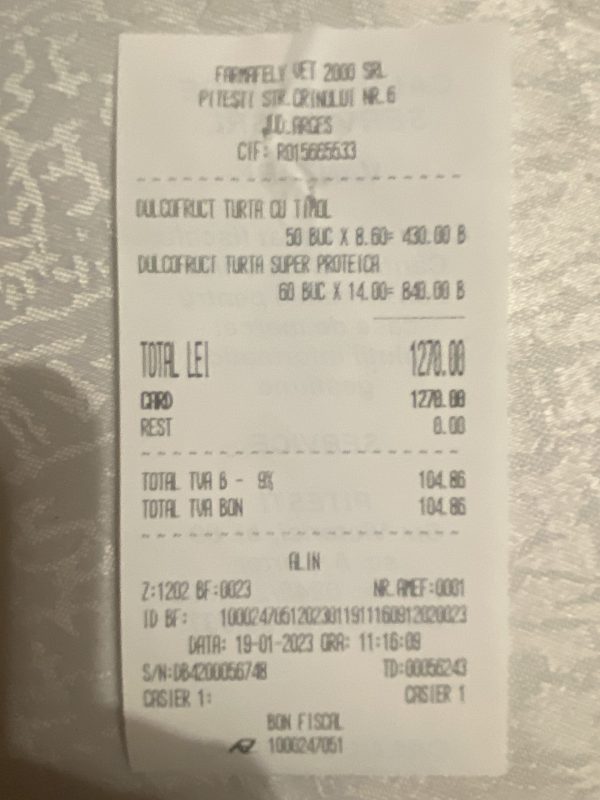 FARMAFELY VET 2000 SRL
PITESTI STR.CRINULUI NR.6
JUD.ARGES
CIF: RO15665533
DULCOFRUCT TURTA CU TIMOL
50 BUC X 8.60= 430.00 B
DULCOFRUCT TURTA SUPER PROTEICA
60 BUC X 14.00= 840.00 B
TOTAL LEI 1270.00
CARD 1270.00
REST 0.00
TOTAL TVA B - 9% 104.86
TOTAL TVA BON 104.86
ALIN
Z:1202 BF:0023 NR.AMEF:0001
ID BF: 10002470512023011911160912020023
DATA: 19-01-2023 ORA: 11:16:09
S/N:DB4200056748 TD:00056243
CASIER 1: CASIER 1
BON FISCAL
1000247051